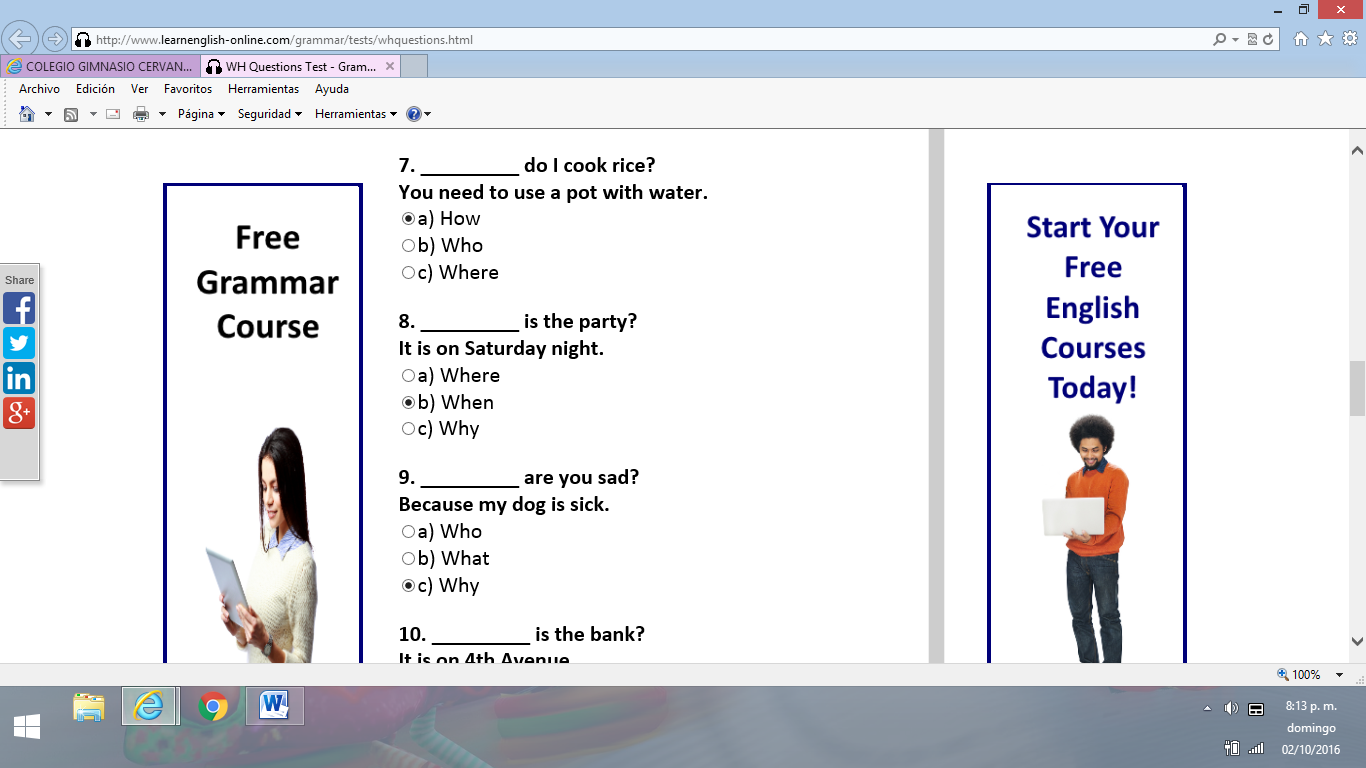 http://www.learnenglish-online.com/grammar/tests/whquestions.html
COLEGIO GIMNASIO CERVAN...
WH Questions Test - Gram...
Archivo Edición Ver Favoritos Herramientas Ayuda
Página Seguridad Herramientas
Share
Free
Grammar
Course
7. _________ do I cook rice?
You need to use a pot with water.
a) How
b) Who
c) Where
8. _________ is the party?
It is on Saturday night.
a) Where
b) When
c) Why
9. _________ are you sad?
Because my dog is sick.
a) Who
b) What
c) Why
10. _________ is the bank?
It is on 4th Avenue
Start Your
Free
English
Courses
Today!
100%
8:13 p. m.
domingo
02/10/2016